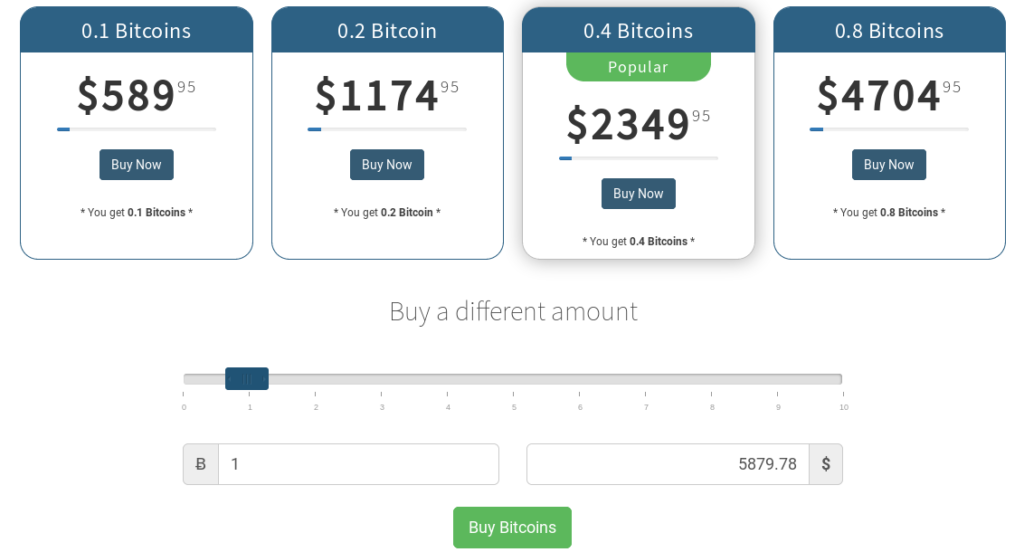 0.1 Bitcoins
$589 95
Buy Now
* You get 0.1 Bitcoins *
0.2 Bitcoin
$1174 95
Buy Now
* You get 0.2 Bitcoin *
0.4 Bitcoins
Popular
$2349 95
Buy Now
* You get 0.4 Bitcoins *
0.8 Bitcoins
$4704 95
Buy Now
* You get 0.8 Bitcoins *
Buy a different amount
0 1 2 3 4 5 6 7 8 9 10
Ƀ 1 5879.78 $
Buy Bitcoins